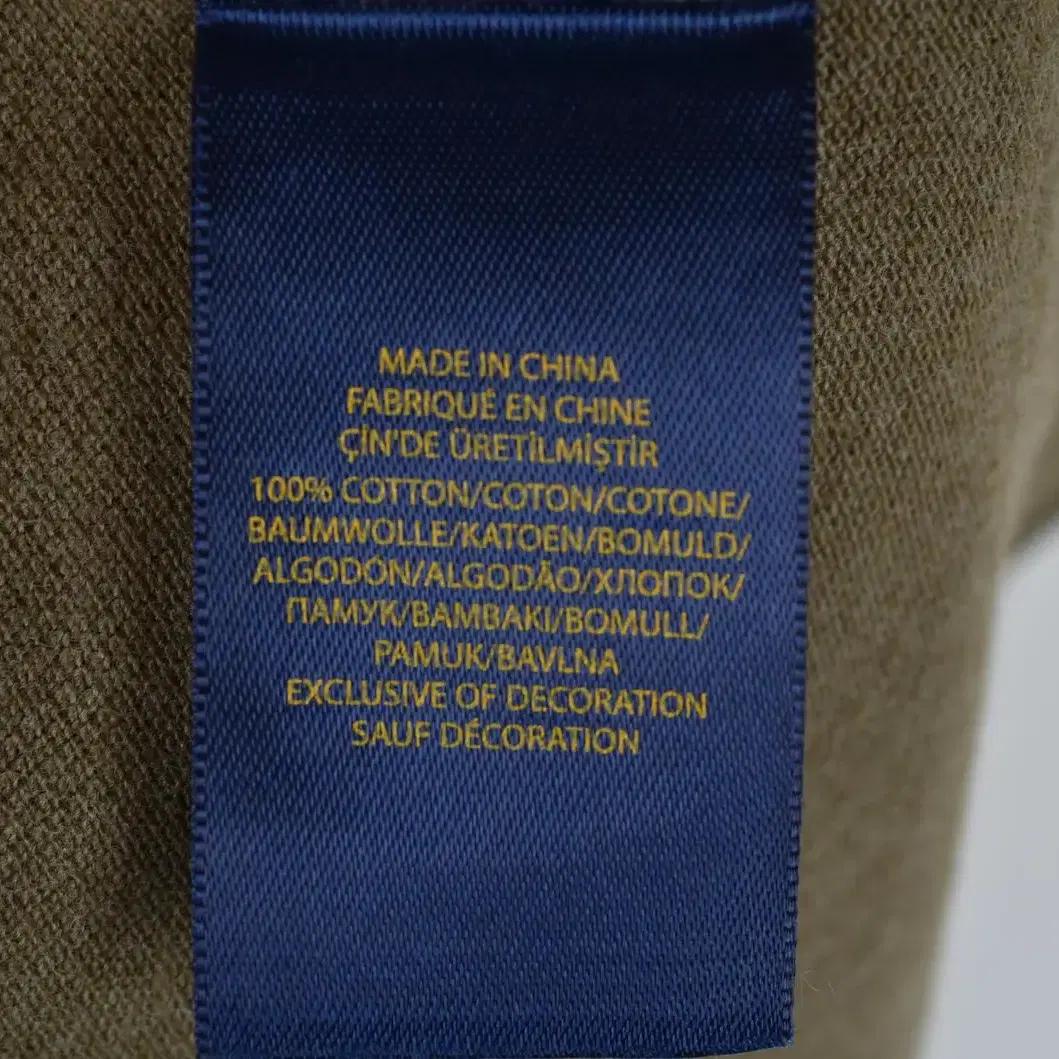 MADE IN CHINA
FABRIQUÉ EN CHINE
ÇİN'DE ÜRETİLMİŞTİR
100% COTTON/COTON/COTONE/
BAUMWOLLE/KATOEN/BOMULD/
ALGODÓN/ALGODÃO/ХЛОПОК/
ПАМУК/BAMBAKI/BOMULL/
PAMUK/BAVLNA
EXCLUSIVE OF DECORATION
SAUF DÉCORATION